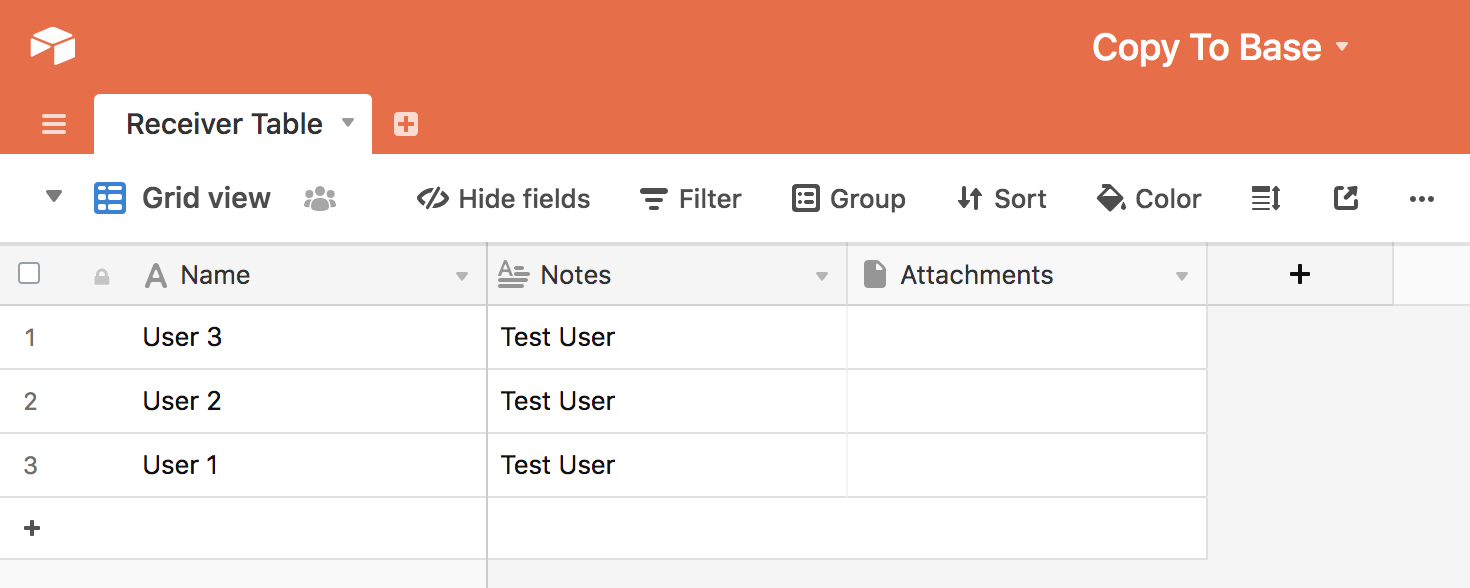 Copy To Base
Receiver Table
Grid view Hide fields Filter Group Sort Color
Name Notes Attachments
1 User 3 Test User
2 User 2 Test User
3 User 1 Test User